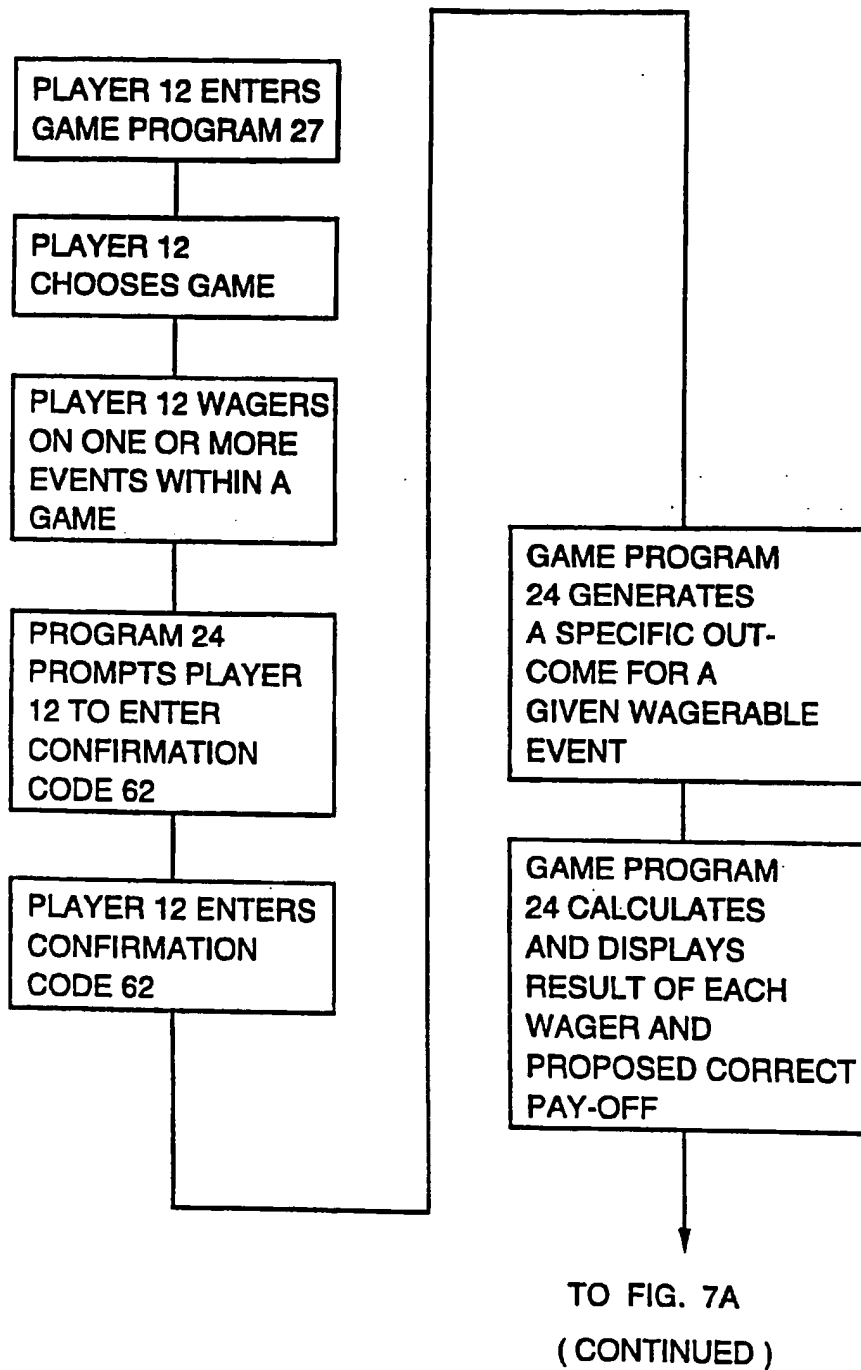 PLAYER 12 ENTERS
GAME PROGRAM 27
PLAYER 12
CHOOSES GAME
PLAYER 12 WAGERS
ON ONE OR MORE
EVENTS WITHIN A
GAME
PROGRAM 24
PROMPTS PLAYER
12 TO ENTER
CONFIRMATION
CODE 62
PLAYER 12 ENTERS
CONFIRMATION
CODE 62
GAME PROGRAM
24 GENERATES
A SPECIFIC OUT-
COME FOR A
GIVEN WAGERABLE
EVENT
GAME PROGRAM
24 CALCULATES
AND DISPLAYS
RESULT OF EACH
WAGER AND
PROPOSED CORRECT
PAY-OFF
TO FIG. 7A
( CONTINUED )